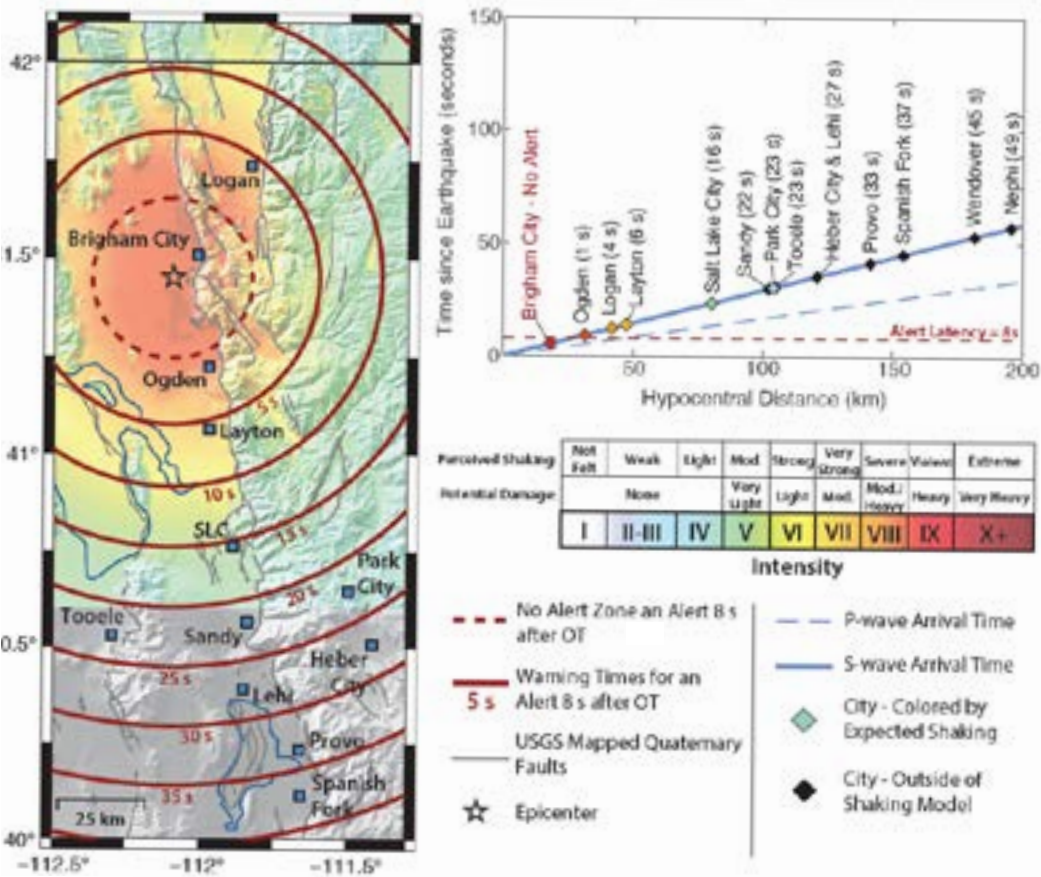 42°
1.5°
41°
0.5°
40°
-112.5°
-112°
-111.5°
Logan
Brigham City
Ogden
5 s
Layton
10 s
SLC
15 s
Park
City
20 s
Tooele
Sandy
Heber
City
25 s
Lehi
30 s
Provo
Spanish
Fork
35 s
25 km
Time since Earthquake (seconds)
150
100
50
0
50
100
150
200
Hypocentral Distance (km)
Brigham City - No Alert
Ogden (1 s)
Logan (4 s)
Layton (6 s)
Salt Lake City (16 s)
Sandy (22 s)
Park City (23 s)
Tooele (23 s)
Heber City & Lehi (27 s)
Provo (33 s)
Spanish Fork (37 s)
Wendover (45 s)
Nephi (49 s)
Alert Latency = 8s
Perceived Shaking
Not Felt
Weak
Light
Mod.
Strong
Very Strong
Severe
Violent
Extreme
Potential Damage
None
Very Light
Light
Mod.
Mod./ Heavy
Heavy
Very Heavy
I
II-III
IV
V
VI
VII
VIII
IX
X+
Intensity
No Alert Zone an Alert 8 s
after OT
5 s
Warning Times for an
Alert 8 s after OT
USGS Mapped Quaternary
Faults
Epicenter
P-wave Arrival Time
S-wave Arrival Time
City - Colored by
Expected Shaking
City - Outside of
Shaking Model